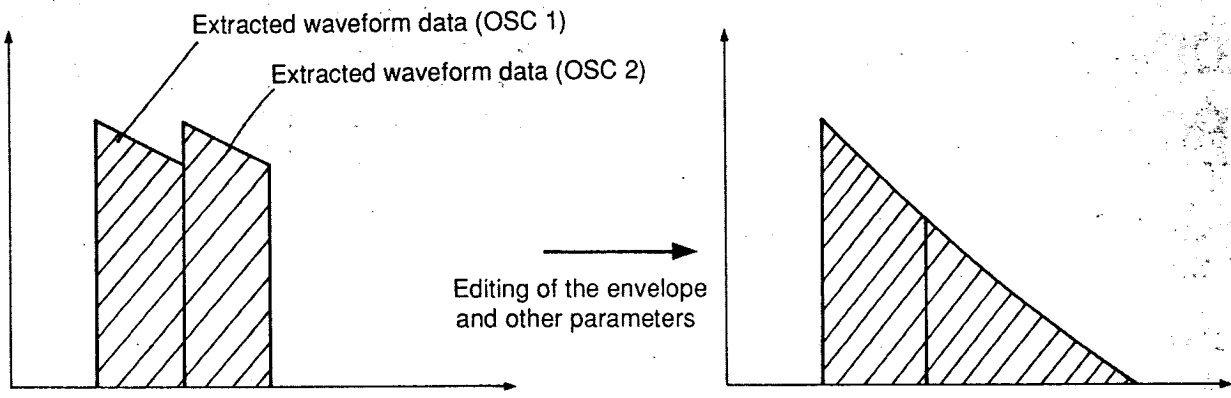 Extracted waveform data (OSC 1)
Extracted waveform data (OSC 2)
Editing of the envelope
and other parameters